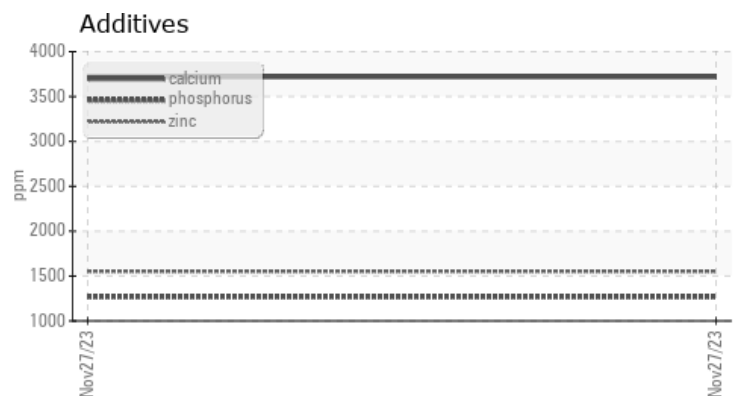 Additives
4000
3500
3000
2500
2000
1500
1000
ppm
calcium
phosphorus
zinc
Nov27/23
Nov27/23